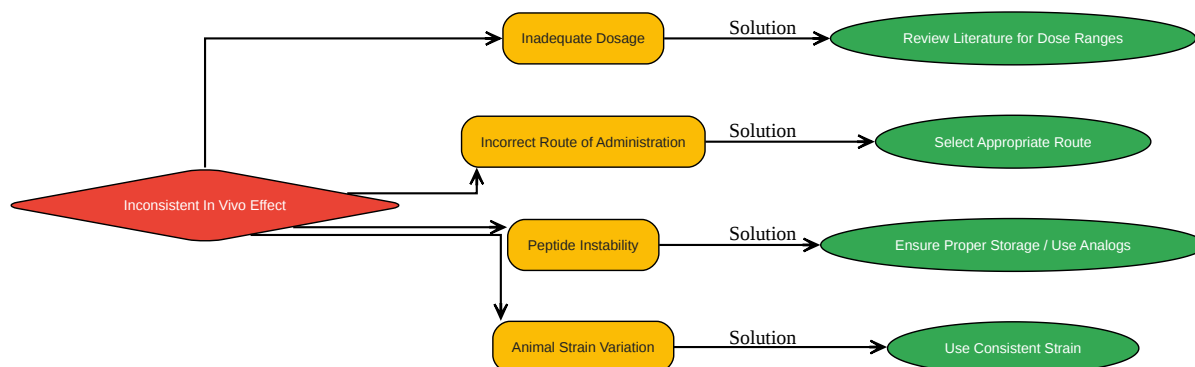 Inadequate Dosage
Solution
Review Literature for Dose Ranges
Incorrect Route of Administration
Solution
Select Appropriate Route
Inconsistent In Vivo Effect
Peptide Instability
Solution
Ensure Proper Storage / Use Analogs
Animal Strain Variation
Solution
Use Consistent Strain